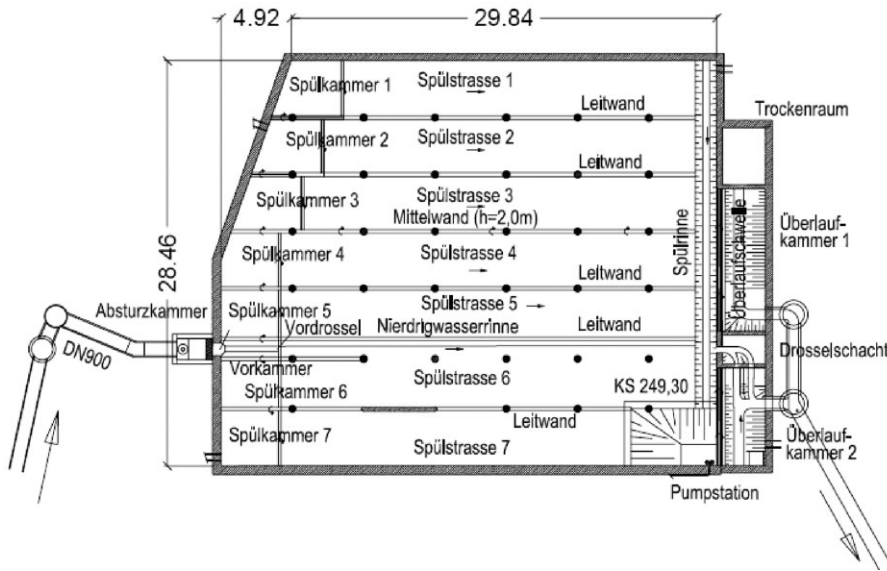 4.92
29.84
Spülkammer 1
Spülstrasse 1
Leitwand
Trockenraum
Spülkammer 2
Spülstrasse 2
Leitwand
Spülkammer 3
Spülstrasse 3
Mittelwand (h=2,0m)
Spülrinne
Überlaufschwelle
Überlauf-
kammer 1
28.46
Spülkammer 4
Spülstrasse 4
Leitwand
Absturzkammer
Spülkammer 5
Spülstrasse 5
Vordrossel
Nierdrigwasserrinne
Leitwand
DN900
Vorkammer
Drosselschacht
Spülkammer 6
Spülstrasse 6
KS 249,30
Leitwand
Spülkammer 7
Spülstrasse 7
Überlauf-
kammer 2
Pumpstation